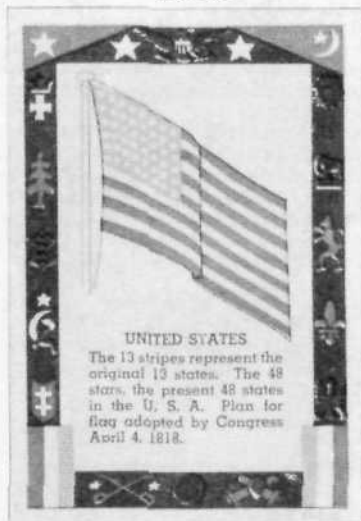 UNITED STATES
The 13 stripes represent the
original 13 states. The 48
stars, the present 48 states
in the U. S. A. Plan for
flag adopted by Congress
April 4, 1818.